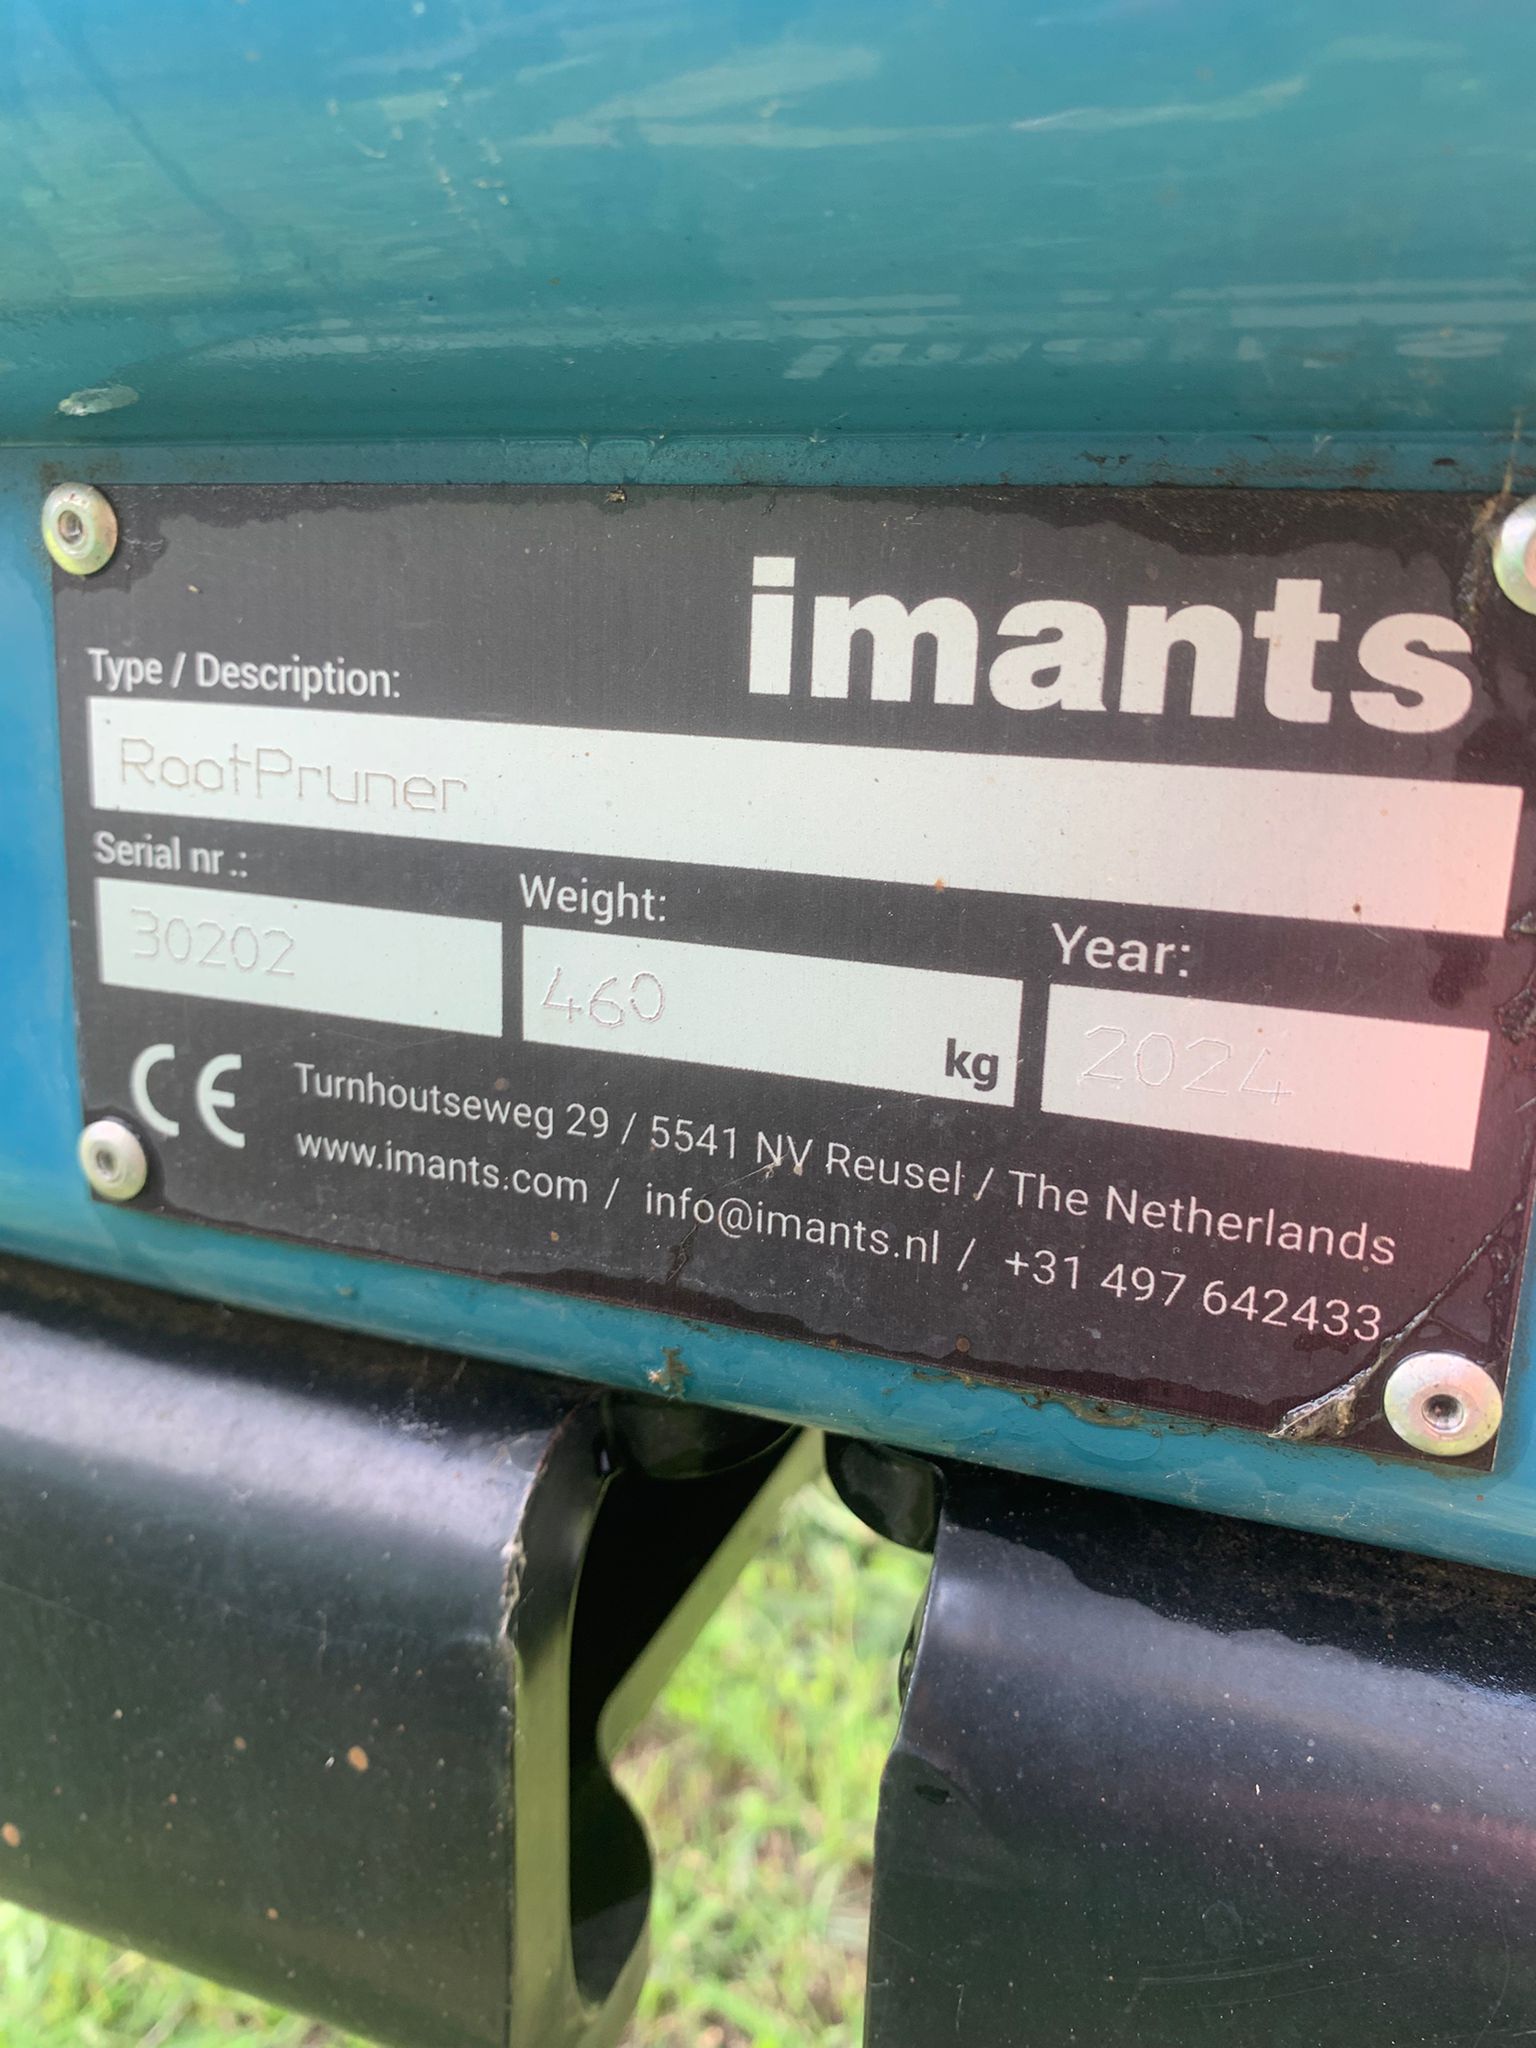 imants
Type / Description:
RootPruner
Serial nr.:
Weight:
Year:
30202
460
kg
2024
CE
Turnhoutseweg 29 / 5541 NV Reusel / The Netherlands
www.imants.com / info@imants.nl / +31 497 642433